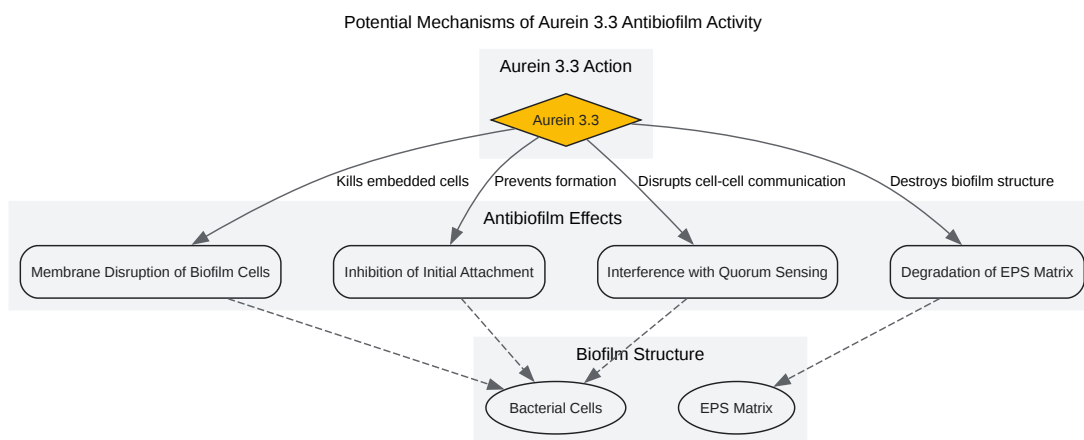 Potential Mechanisms of Aurein 3.3 Antibiofilm Activity
Aurein 3.3 Action
Aurein 3.3
Kills embedded cells
Prevents formation
Disrupts cell-cell communication
Destroys biofilm structure
Antibiofilm Effects
Membrane Disruption of Biofilm Cells
Inhibition of Initial Attachment
Interference with Quorum Sensing
Degradation of EPS Matrix
Biofilm Structure
Bacterial Cells
EPS Matrix